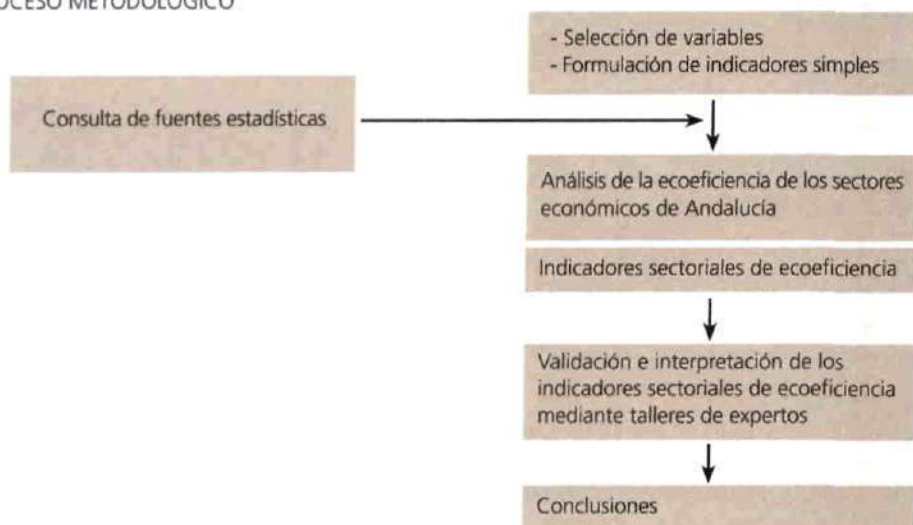 METODOLÓGICO
- Selección de variables
- Formulación de indicadores simples
Consulta de fuentes estadísticas
Análisis de la ecoeficiencia de los sectores
económicos de Andalucía
Indicadores sectoriales de ecoeficiencia
Validación e interpretación de los
indicadores sectoriales de ecoeficiencia
mediante talleres de expertos
Conclusiones